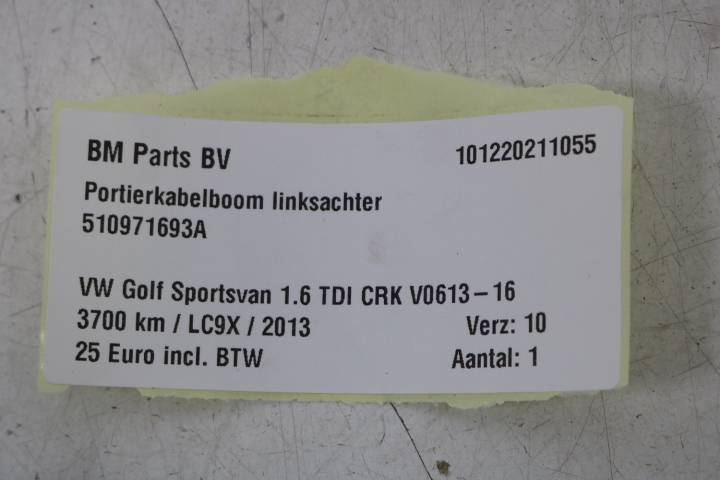 BM Parts BV 101220211055
Portierkabelboom linksachter
510971693A
VW Golf Sportsvan 1.6 TDI CRK V0613-16
3700 km / LC9X / 2013 Verz: 10
25 Euro incl. BTW Aantal: 1